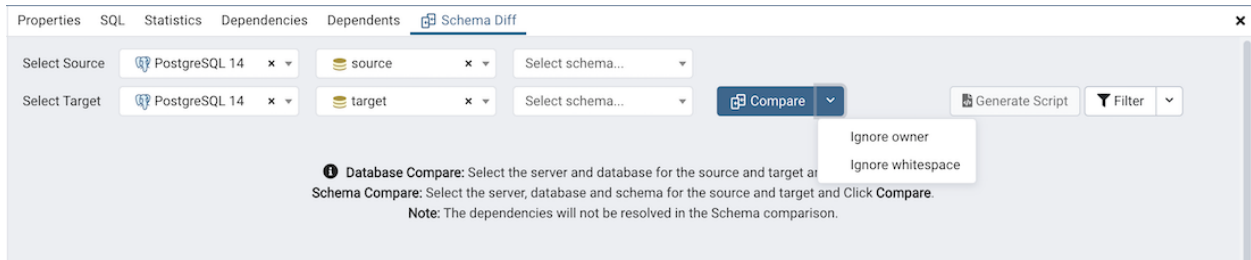 Properties SQL Statistics Dependencies Dependents Schema Diff
Select Source PostgreSQL 14 source Select schema...
Select Target PostgreSQL 14 target Select schema... Compare Generate Script Filter
Ignore owner
Ignore whitespace
Database Compare: Select the server and database for the source and target
Schema Compare: Select the server, database and schema for the source and target and Click Compare.
Note: The dependencies will not be resolved in the Schema comparison.